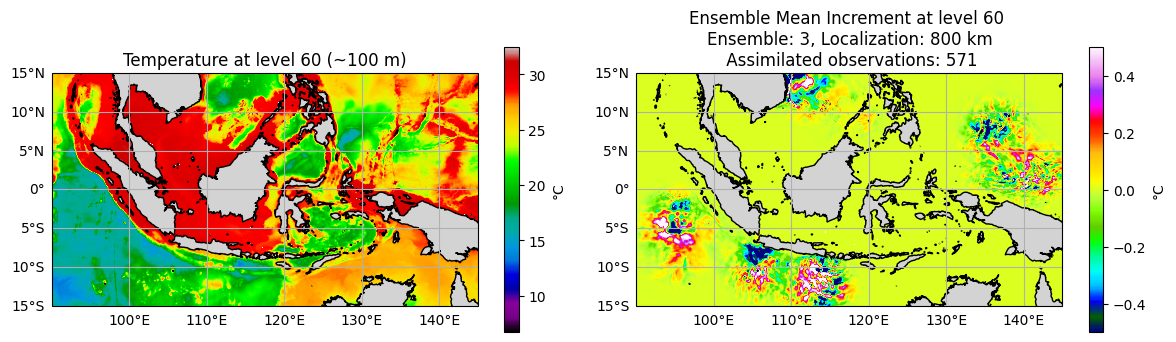 Temperature at level 60 (~100 m)
15°N
10°N
5°N
0°
5°S
10°S
15°S
100°E
110°E
120°E
130°E
140°E
30
25
20
15
10
°C
Ensemble Mean Increment at level 60
Ensemble: 3, Localization: 800 km
Assimilated observations: 571
15°N
10°N
5°N
0°
5°S
10°S
15°S
100°E
110°E
120°E
130°E
140°E
0.4
0.2
0.0
−0.2
−0.4
°C